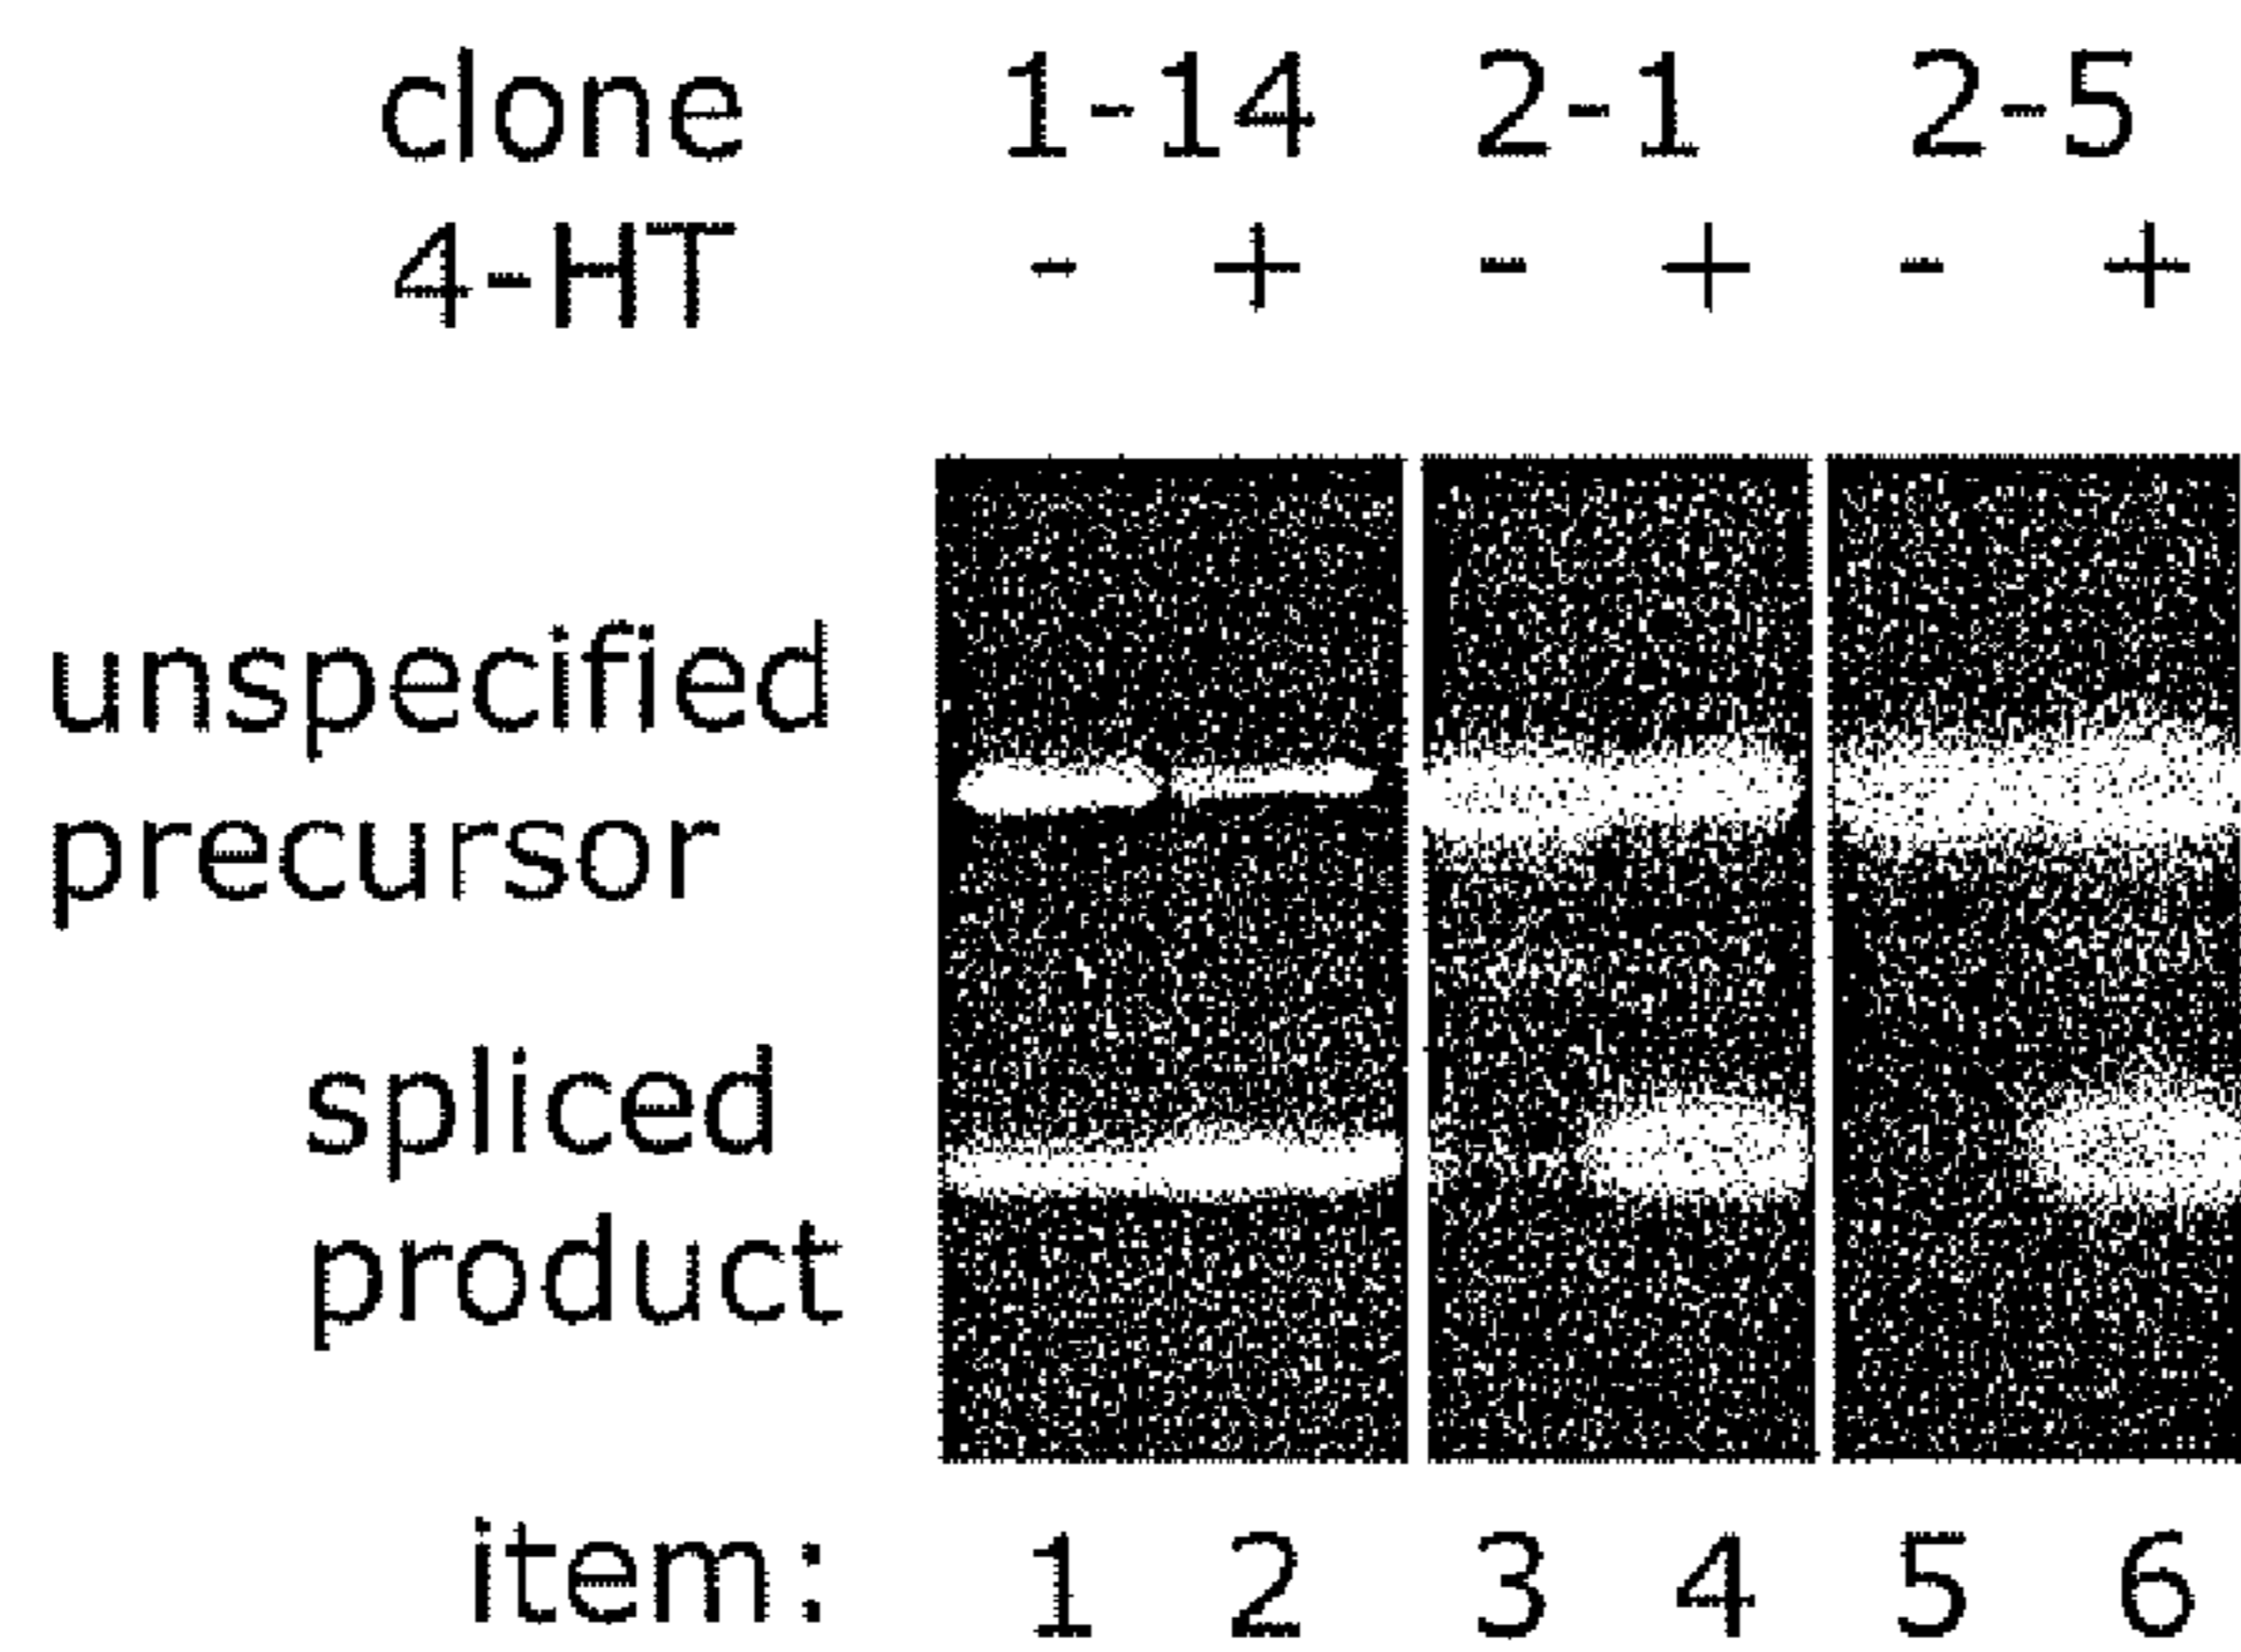 clone 1-14 2-1 2-5
4-HT - + - + - +
unspecified
precursor
spliced
product
item: 1 2 3 4 5 6